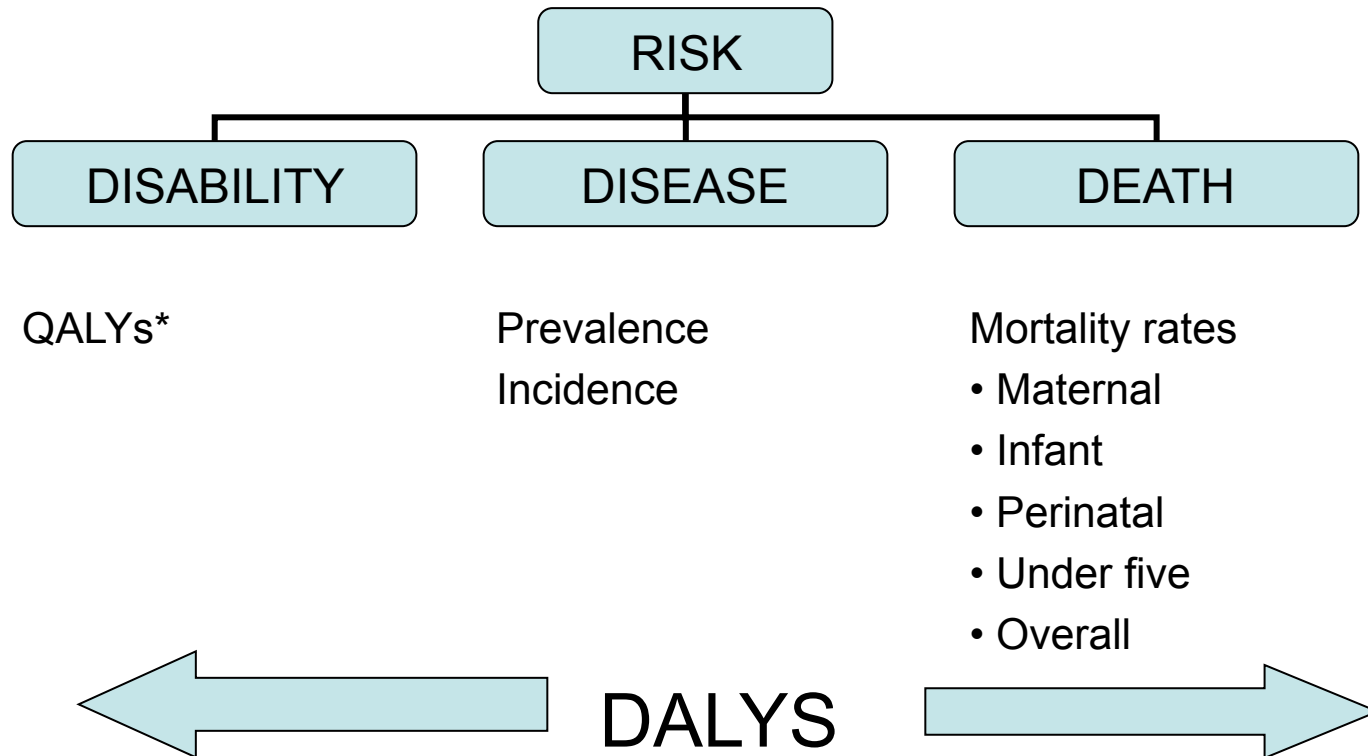 RISK
DISABILITY
DISEASE
DEATH
QALYs*
Prevalence
Incidence
Mortality rates
• Maternal
• Infant
• Perinatal
• Under five
• Overall
DALYS